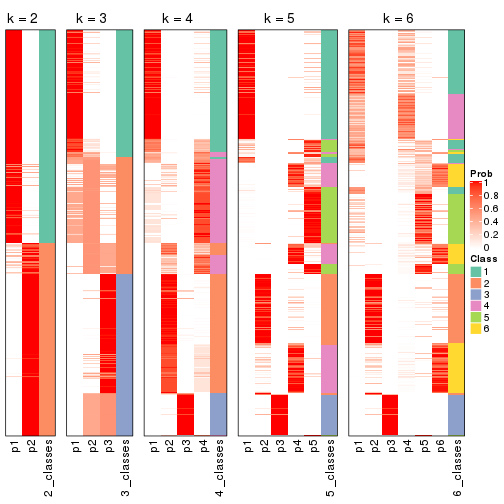 k = 2
k = 3
k = 4
k = 5
k = 6
Prob
1
0.8
0.6
0.4
0.2
0
Class
1
2
3
4
5
6
p1
p2
2_classes
p1
p2
p3
3_classes
p1
p2
p3
p4
4_classes
p1
p2
p3
p4
p5
5_classes
p1
p2
p3
p4
p5
p6
6_classes